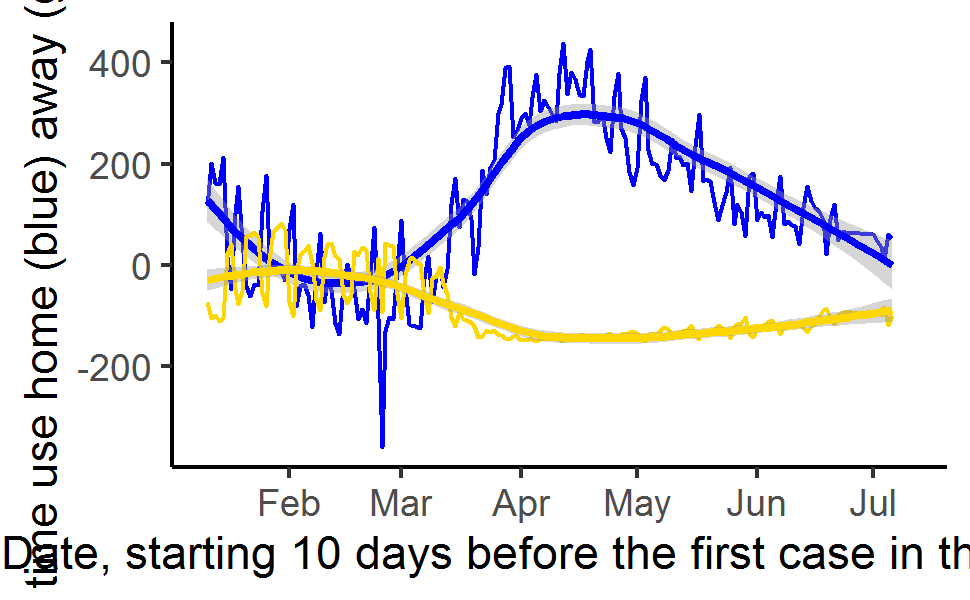 time use home (blue) away (g
400
200
0
-200
Feb Mar Apr May Jun Jul
Date, starting 10 days before the first case in th